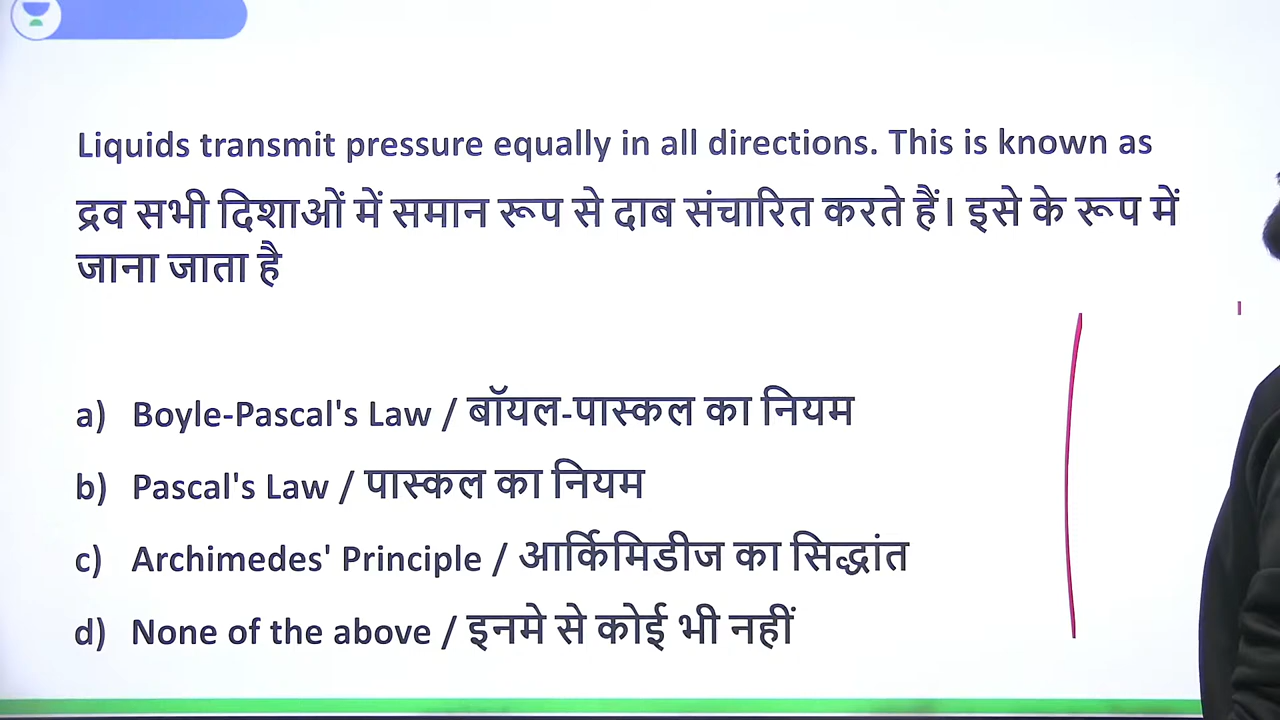 Liquids transmit pressure equally in all directions. This is known as
द्रव सभी दिशाओं में समान रूप से दाब संचारित करते हैं। इसे के रूप में
जाना जाता है
a) Boyle-Pascal's Law / बॉयल-पास्कल का नियम
b) Pascal's Law / पास्कल का नियम
c) Archimedes' Principle / आर्किमिडीज का सिद्धांत
d) None of the above / इनमे से कोई भी नहीं